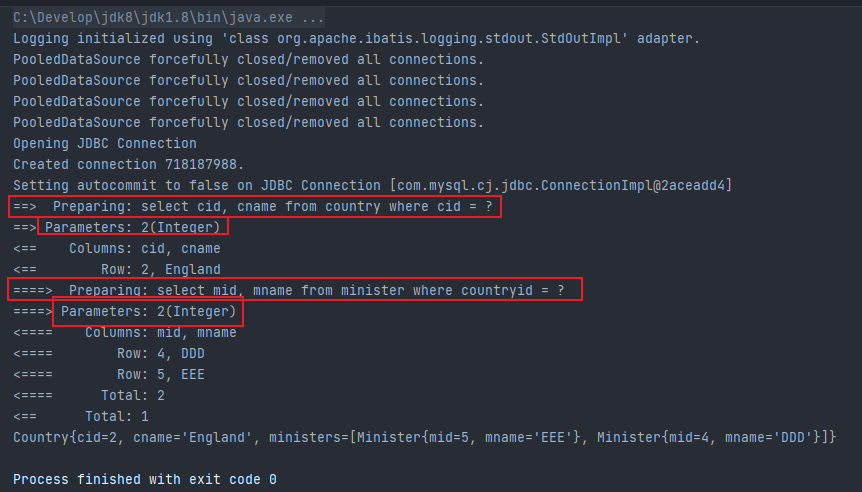 C:\Develop\jdk8\jdk1.8\bin\java.exe ...
Logging initialized using 'class org.apache.ibatis.logging.stdout.StdOutImpl' adapter.
PooledDataSource forcefully closed/removed all connections.
PooledDataSource forcefully closed/removed all connections.
PooledDataSource forcefully closed/removed all connections.
PooledDataSource forcefully closed/removed all connections.
Opening JDBC Connection
Created connection 718187988.
Setting autocommit to false on JDBC Connection [com.mysql.cj.jdbc.ConnectionImpl@2aceadd4]
==>  Preparing: select cid, cname from country where cid = ?
==> Parameters: 2(Integer)
<==    Columns: cid, cname
<==        Row: 2, England
====>  Preparing: select mid, mname from minister where countryid = ?
====> Parameters: 2(Integer)
<====    Columns: mid, mname
<====        Row: 4, DDD
<====        Row: 5, EEE
<====      Total: 2
<==      Total: 1
Country{cid=2, cname='England', ministers=[Minister{mid=5, mname='EEE'}, Minister{mid=4, mname='DDD'}]}
Process finished with exit code 0